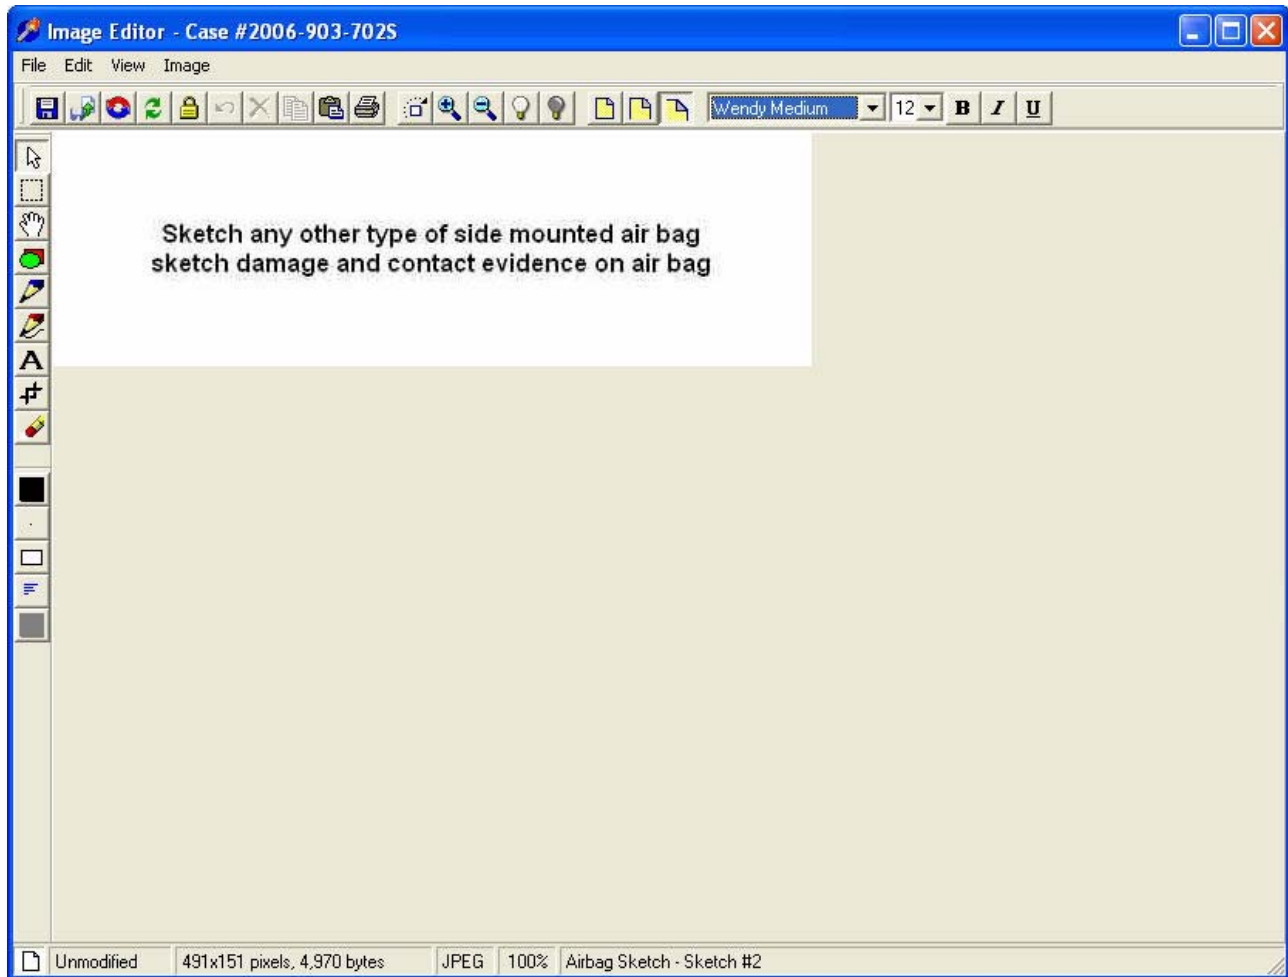 Image Editor - Case #2006-903-702S
File Edit View Image
Wendy Medium 12 B I U
Sketch any other type of side mounted air bag
sketch damage and contact evidence on air bag
A
Unmodified 491x151 pixels, 4,970 bytes JPEG 100% Airbag Sketch - Sketch #2